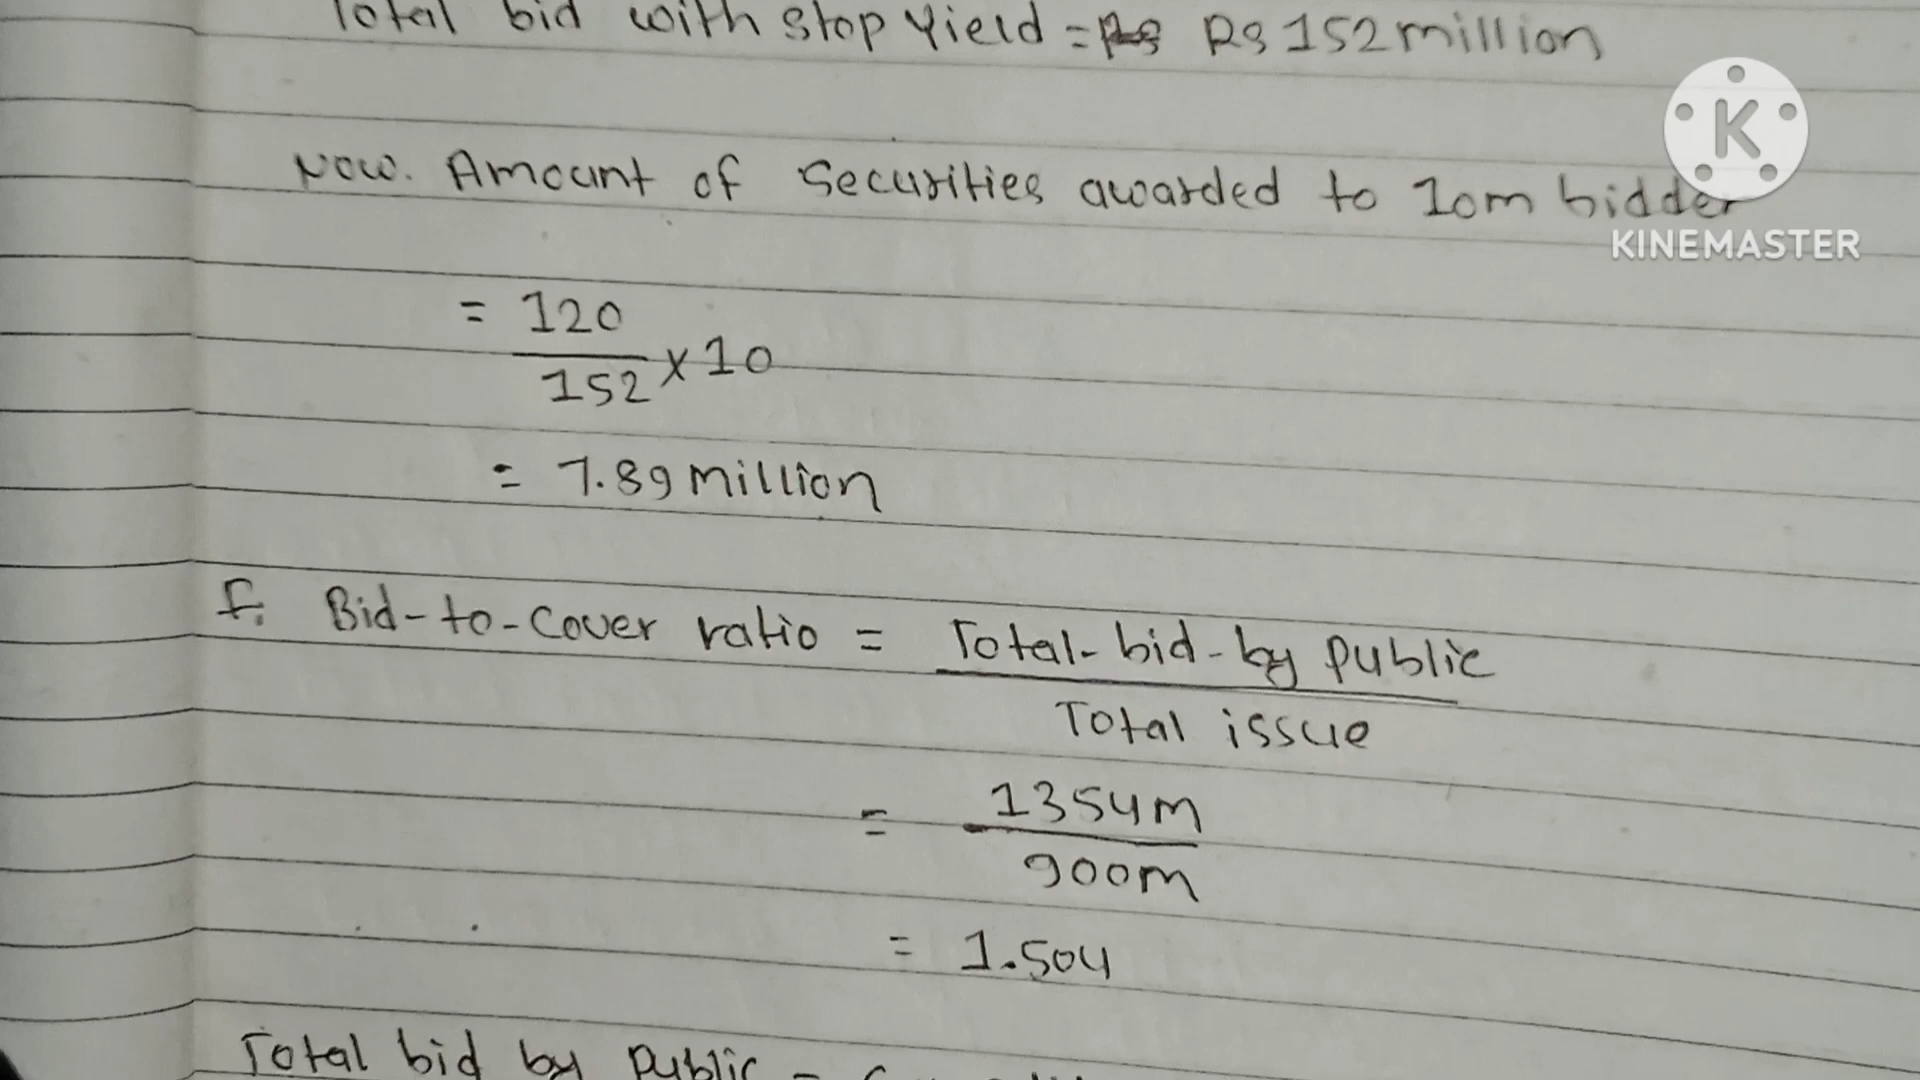 Total bid with stop Yield = Rs Rs 152 million
Now. Amount of securities awarded to 10m bidder
K
KINEMASTER
= 120
152 x 10
= 7.89 million
f. Bid-to-cover ratio = Total-bid-by public
Total issue
= 1354m
900m
= 1.504
Total bid by public =